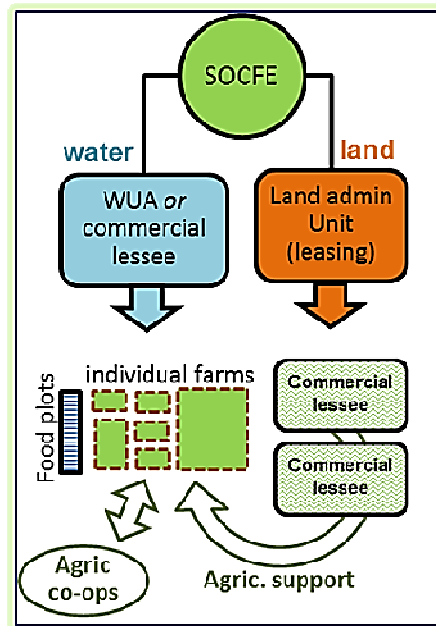 SOCFE
water
land
WUA or
commercial
lessee
Land admin
Unit
(leasing)
individual farms
Food plots
Commercial
lessee
Commercial
lessee
Agric
co-ops
Agric. support